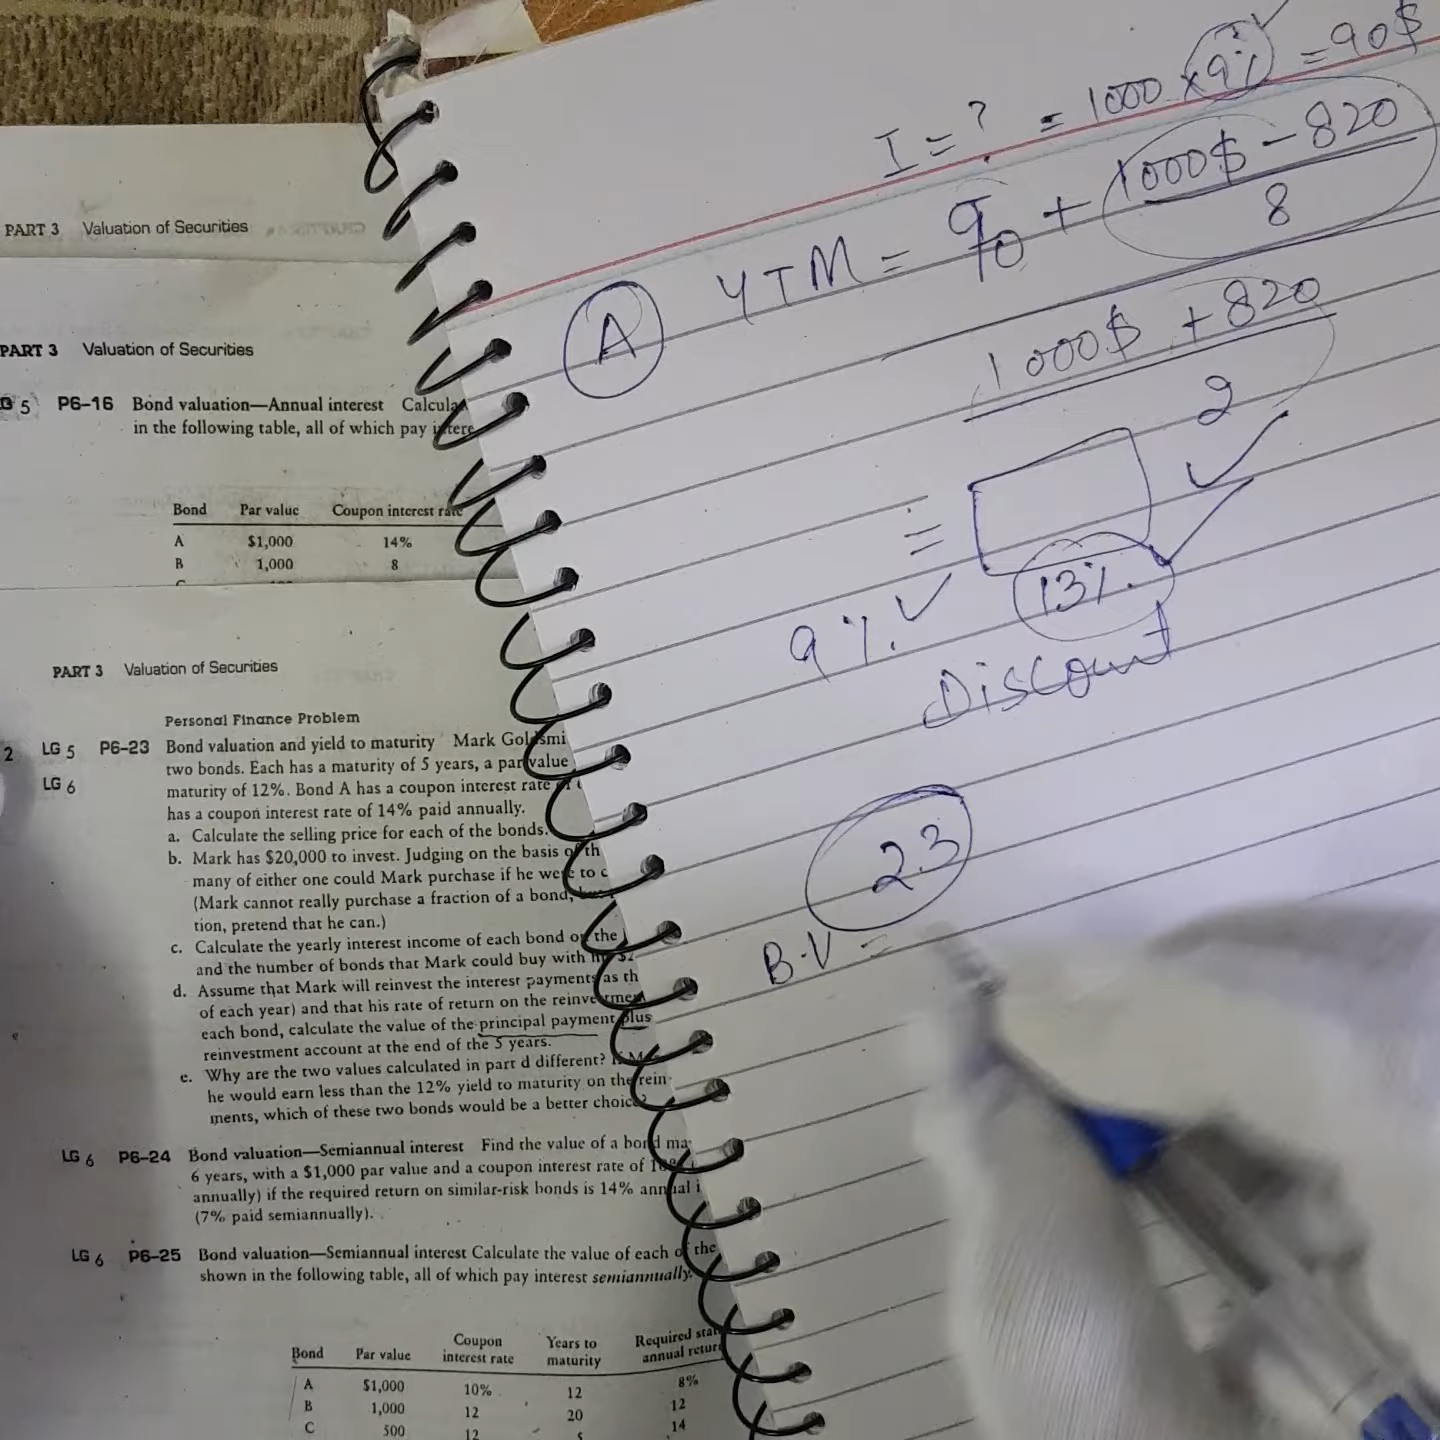 PART 3 Valuation of Securities
PART 3 Valuation of Securities
5 P6–16 Bond valuation—Annual interest
in the following table, all of which pay
Bond Par value Coupon interest rate
A $1,000 14%
B 1,000 8
PART 3 Valuation of Securities
Personal Finance Problem
2 LG 5 P6–23 Bond valuation and yield to maturity Mark
LG 6 two bonds. Each has a maturity of 5 years, a par value
maturity of 12%. Bond A has a coupon interest rate
has a coupon interest rate of 14% paid annually.
a. Calculate the selling price for each of the bonds.
b. Mark has $20,000 to invest. Judging on the basis of
many of either one could Mark purchase if he were to
(Mark cannot really purchase a fraction of a bond,
tion, pretend that he can.)
c. Calculate the yearly interest income of each bond on the
and the number of bonds that Mark could buy with
d. Assume that Mark will reinvest the interest payments as
of each year) and that his rate of return on the
each bond, calculate the value of the principal payment plus
reinvestment account at the end of the 5 years.
e. Why are the two values calculated in part d different?
he would earn less than the 12% yield to maturity on the
ments, which of these two bonds would be a better choice?
LG 6 P6–24 Bond valuation—Semiannual interest Find the value of a bond
6 years, with a $1,000 par value and a coupon interest rate of
annually) if the required return on similar-risk bonds is 14% annual
(7% paid semiannually).
LG 6 P6–25 Bond valuation—Semiannual interest Calculate the value of each of the
shown in the following table, all of which pay interest semiannually.
Bond Par value Coupon interest rate Years to maturity Required annual
A $1,000 10% 12 8%
B 1,000 12 20 12
C 500 12 5 14
I = ? = 1000 × 9% = 90$
A YTM = 90 + 1000$ - 820
8
1000$ + 820
2
=
9% 13%.
Discount
23
B.V =